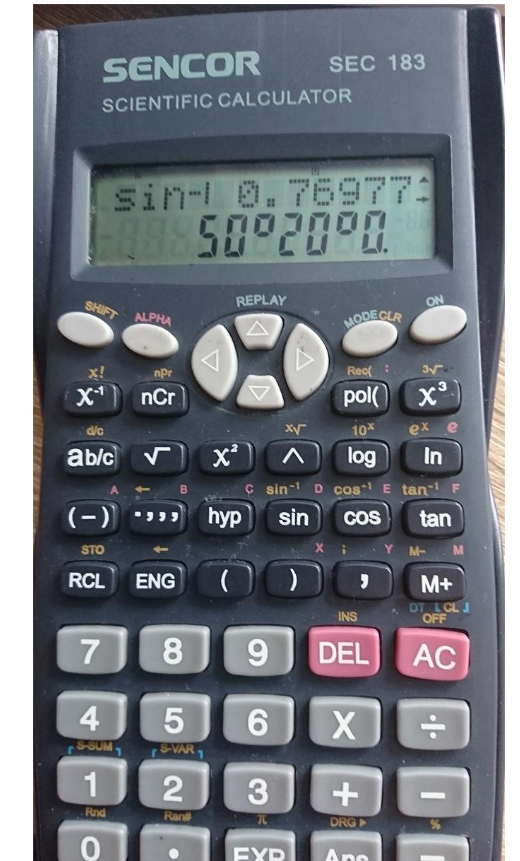 SENCOR SEC 183
SCIENTIFIC CALCULATOR
sin-1 0.76977
50°20°0.
REPLAY
SHIFT ALPHA MODE CLR ON
x! nPr Rec( : 3√
X-1 nCr pol( X3
d/c x√ 10x ex e
ab/c √ X2 ^ log ln
A ← B C sin-1 D cos-1 E tan-1 F
(-) °,,, hyp sin cos tan
STO ← X ; Y M- M
RCL ENG ( ) , M+
INS DT CL OFF
7 8 9 DEL AC
4 5 6 X ÷
S-SUM S-VAR
1 2 3 + −
Rnd Ran# π DRG▶ %
0 . EXP Ans =